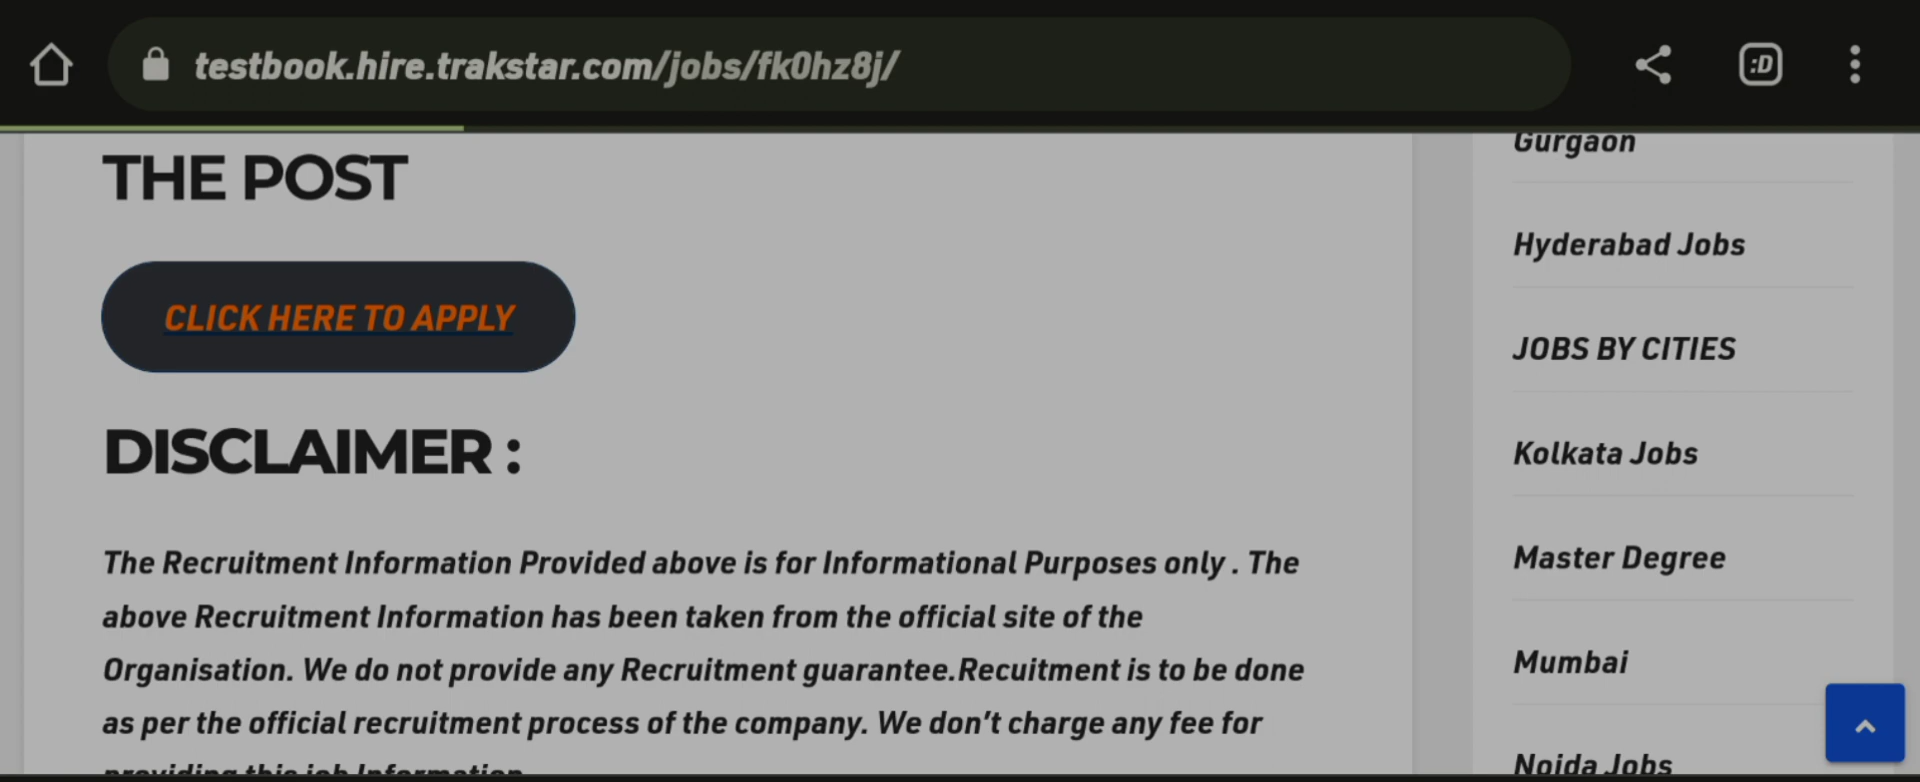 testbook.hire.trakstar.com/jobs/fk0hz8j/
:D
THE POST
CLICK HERE TO APPLY
DISCLAIMER :
The Recruitment Information Provided above is for Informational Purposes only . The
above Recruitment Information has been taken from the official site of the
Organisation. We do not provide any Recruitment guarantee.Recuitment is to be done
as per the official recruitment process of the company. We don’t charge any fee for
providing this job Information.
Gurgaon
Hyderabad Jobs
JOBS BY CITIES
Kolkata Jobs
Master Degree
Mumbai
Noida Jobs